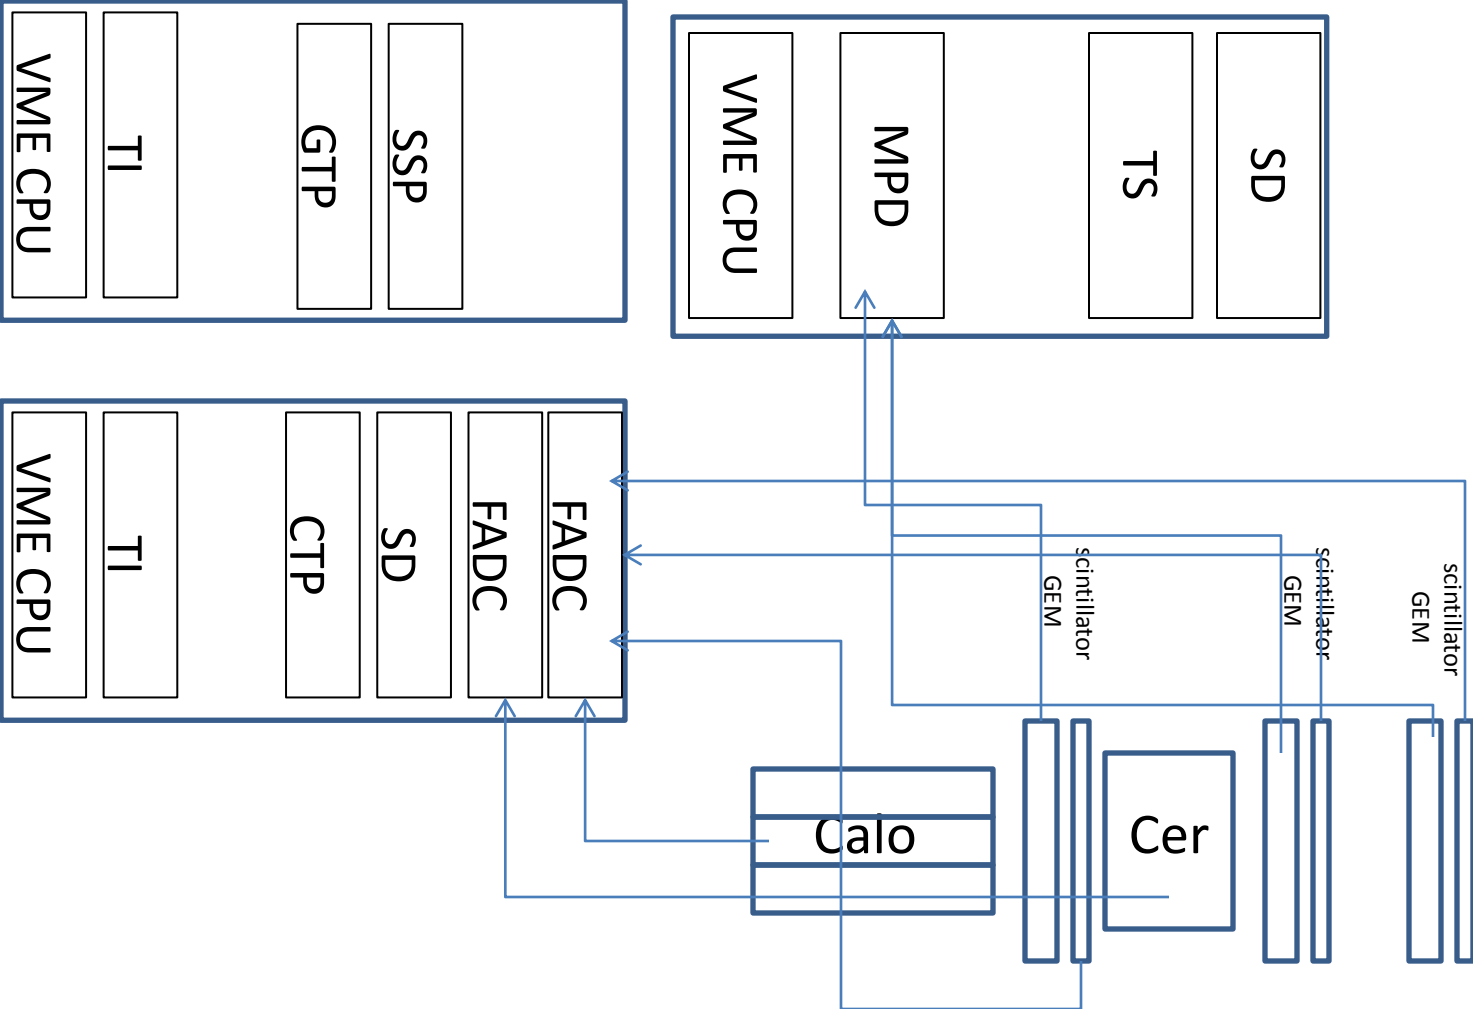 VME CPU
TI
GTP
SSP
VME CPU
MPD
TS
SD
VME CPU
TI
CTP
SD
FADC
FADC
GEM
scintillator
GEM
scintillator
GEM
scintillator
Calo
Cer